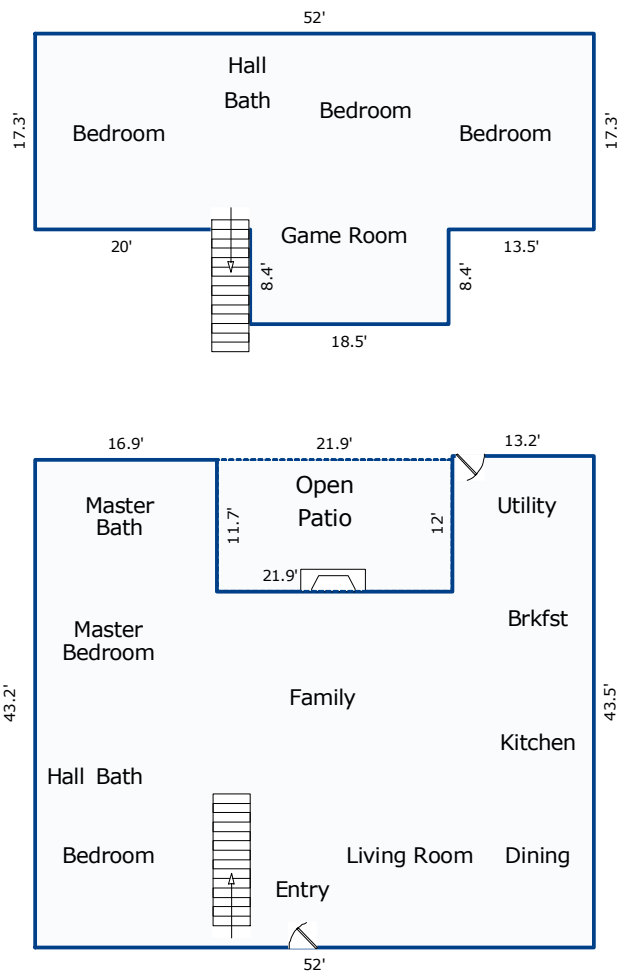 52'
Hall
Bath
Bedroom
Bedroom
Bedroom
17.3'
17.3'
Game Room
20'
8.4'
8.4'
13.5'
18.5'
16.9'
21.9'
13.2'
Master
Bath
Open
Patio
Utility
11.7'
12'
21.9'
Brkfst
Master
Bedroom
Family
43.2'
43.5'
Kitchen
Hall Bath
Bedroom
Living Room
Dining
Entry
52'